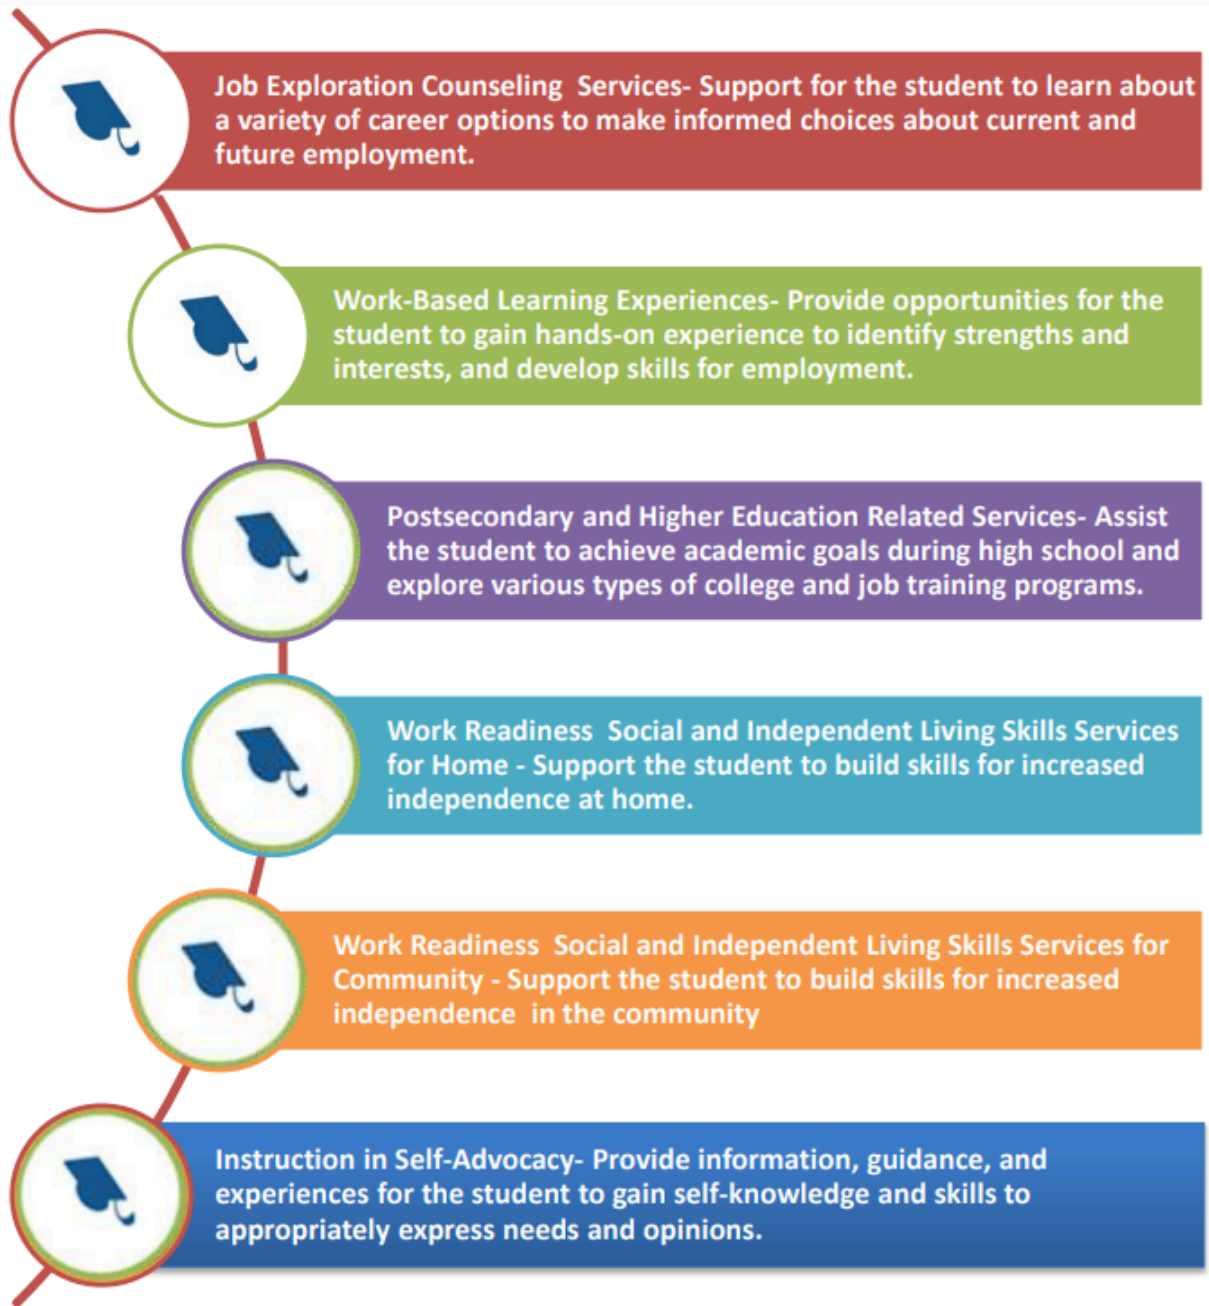 Job Exploration Counseling  Services- Support for the student to learn about
a variety of career options to make informed choices about current and
future employment.
Work-Based Learning Experiences- Provide opportunities for the
student to gain hands-on experience to identify strengths and
interests, and develop skills for employment.
Postsecondary and Higher Education Related Services- Assist
the student to achieve academic goals during high school and
explore various types of college and job training programs.
Work Readiness  Social and Independent Living Skills Services
for Home - Support the student to build skills for increased
independence at home.
Work Readiness  Social and Independent Living Skills Services for
Community - Support the student to build skills for increased
independence  in the community
Instruction in Self-Advocacy- Provide information, guidance, and
experiences for the student to gain self-knowledge and skills to
appropriately express needs and opinions.